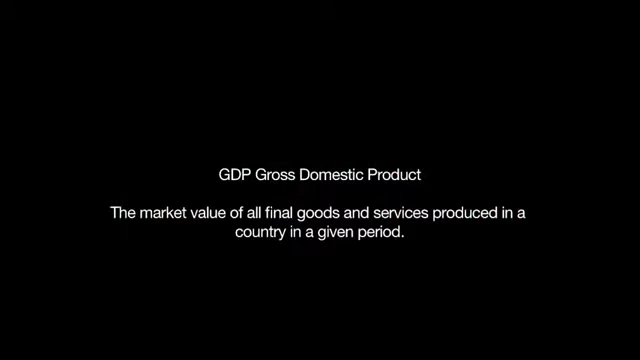 GDP Gross Domestic Product
The market value of all final goods and services produced in a
country in a given period.